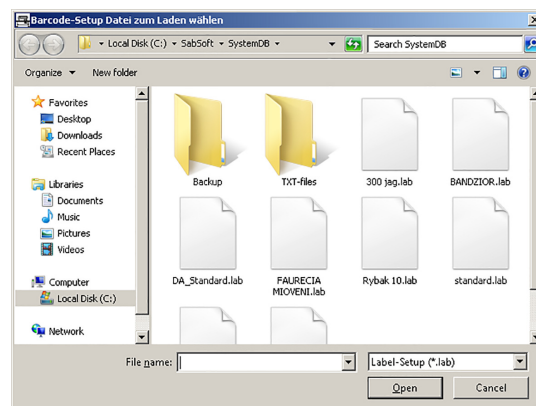 Barcode-Setup Datei zum Laden wählen
Local Disk (C:) SabSoft SystemDB
Search SystemDB
Organize New folder
Favorites
Desktop
Downloads
Recent Places
Libraries
Documents
Music
Pictures
Videos
Computer
Local Disk (C:)
Network
Backup
TXT-files
300 jag.lab
BANDZIOR.lab
DA_Standard.lab
FAURECIA
MIOVENI.lab
Rybak 10.lab
standard.lab
File name:
Label-Setup (*.lab)
Open
Cancel